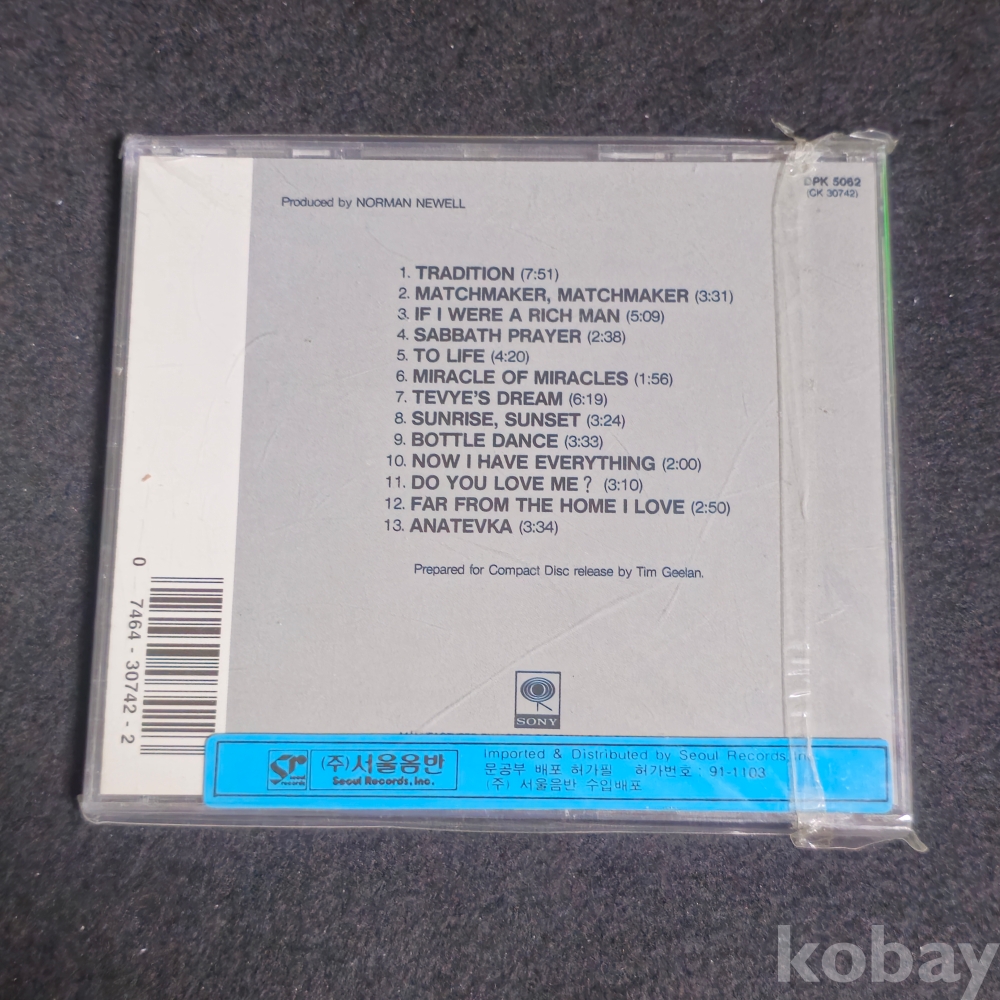 Produced by NORMAN NEWELL
PK 5062
(CK 30742)
1. TRADITION (7:51)
2. MATCHMAKER, MATCHMAKER (3:31)
3. IF I WERE A RICH MAN (5:09)
4. SABBATH PRAYER (2:38)
5. TO LIFE (4:20)
6. MIRACLE OF MIRACLES (1:56)
7. TEVYE'S DREAM (6:19)
8. SUNRISE, SUNSET (3:24)
9. BOTTLE DANCE (3:33)
10. NOW I HAVE EVERYTHING (2:00)
11. DO YOU LOVE ME? (3:10)
12. FAR FROM THE HOME I LOVE (2:50)
13. ANATEVKA (3:34)
Prepared for Compact Disc release by Tim Geelan.
0 7464-30742-2
SONY
sr seoul records
(주)서울음반
Seoul Records, Inc.
Imported & Distributed by Seoul Records,
문공부 배포 허가필 허가번호 : 91-1103
(주) 서울음반 수입배포
kobay